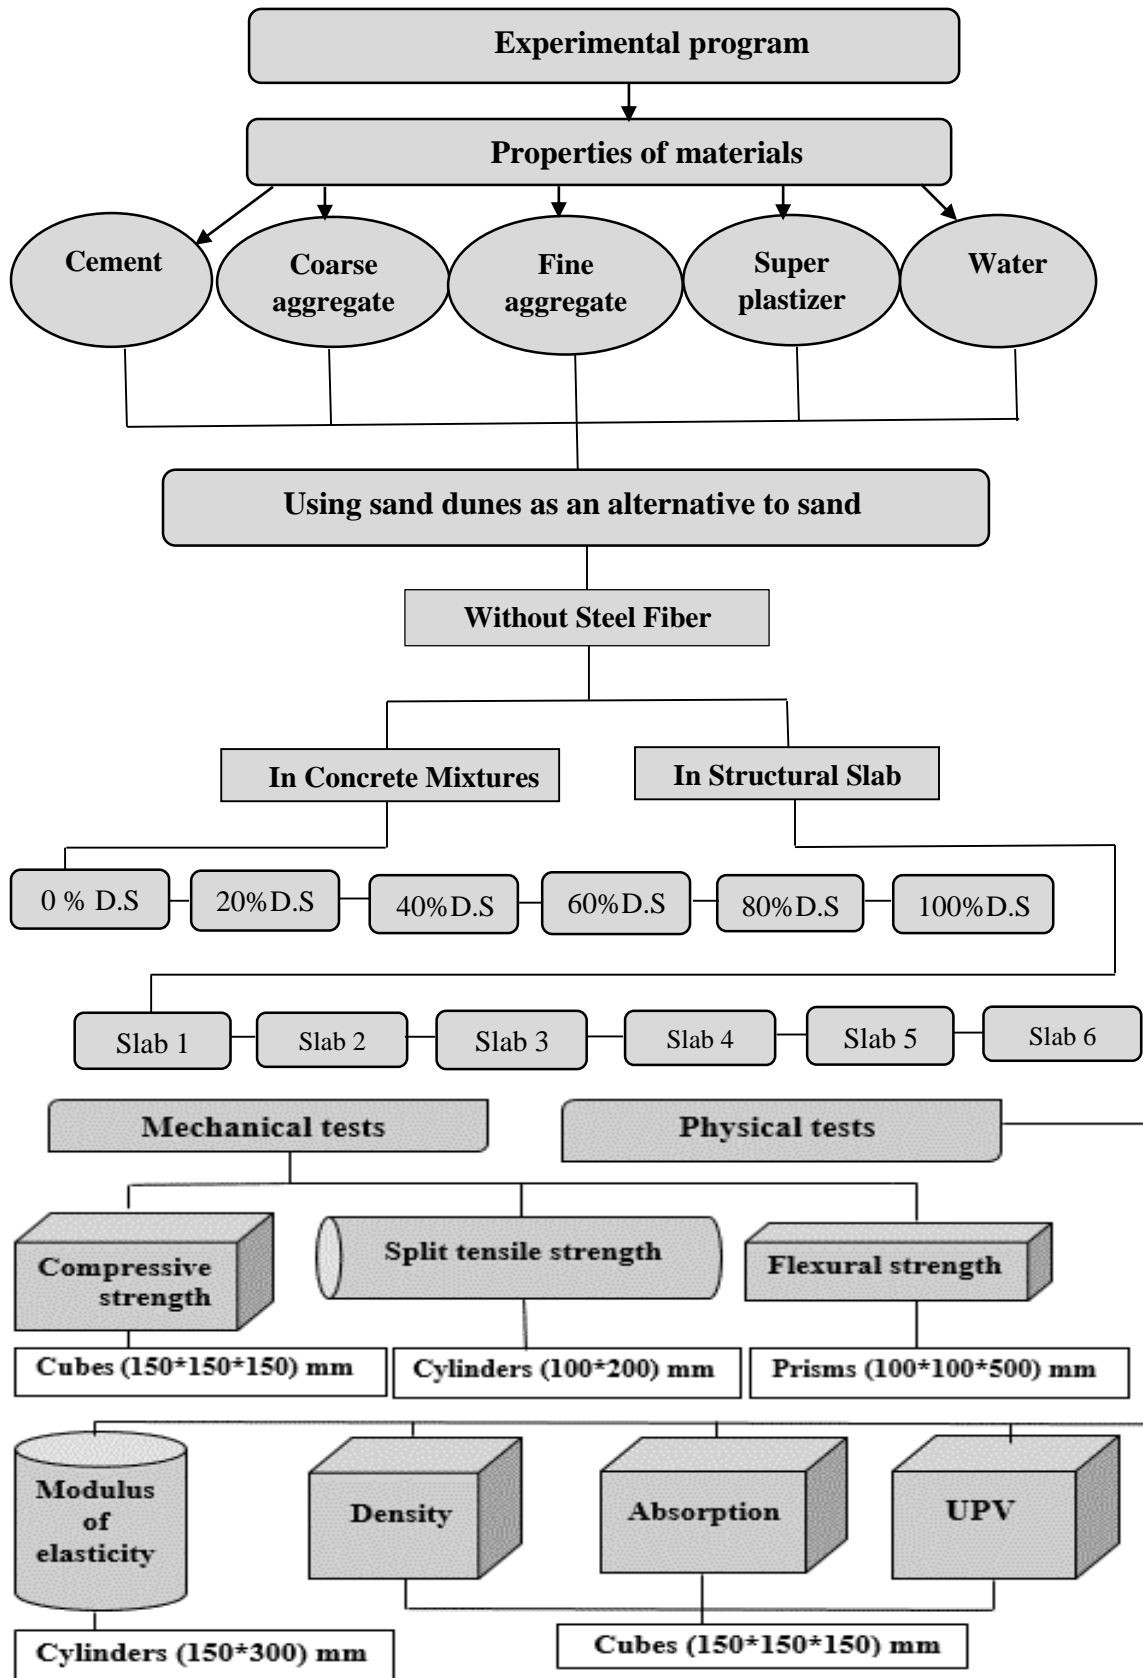 Experimental program
Properties of materials
Cement
Coarse
aggregate
Fine
aggregate
Super
plastizer
Water
Using sand dunes as an alternative to sand
Without Steel Fiber
In Concrete Mixtures
In Structural Slab
0 % D.S
20%D.S
40%D.S
60%D.S
80%D.S
100%D.S
Slab 1
Slab 2
Slab 3
Slab 4
Slab 5
Slab 6
Mechanical tests
Physical tests
Compressive
strength
Split tensile strength
Flexural strength
Cubes (150*150*150) mm
Cylinders (100*200) mm
Prisms (100*100*500) mm
Modulus
of
elasticity
Density
Absorption
UPV
Cylinders (150*300) mm
Cubes (150*150*150) mm